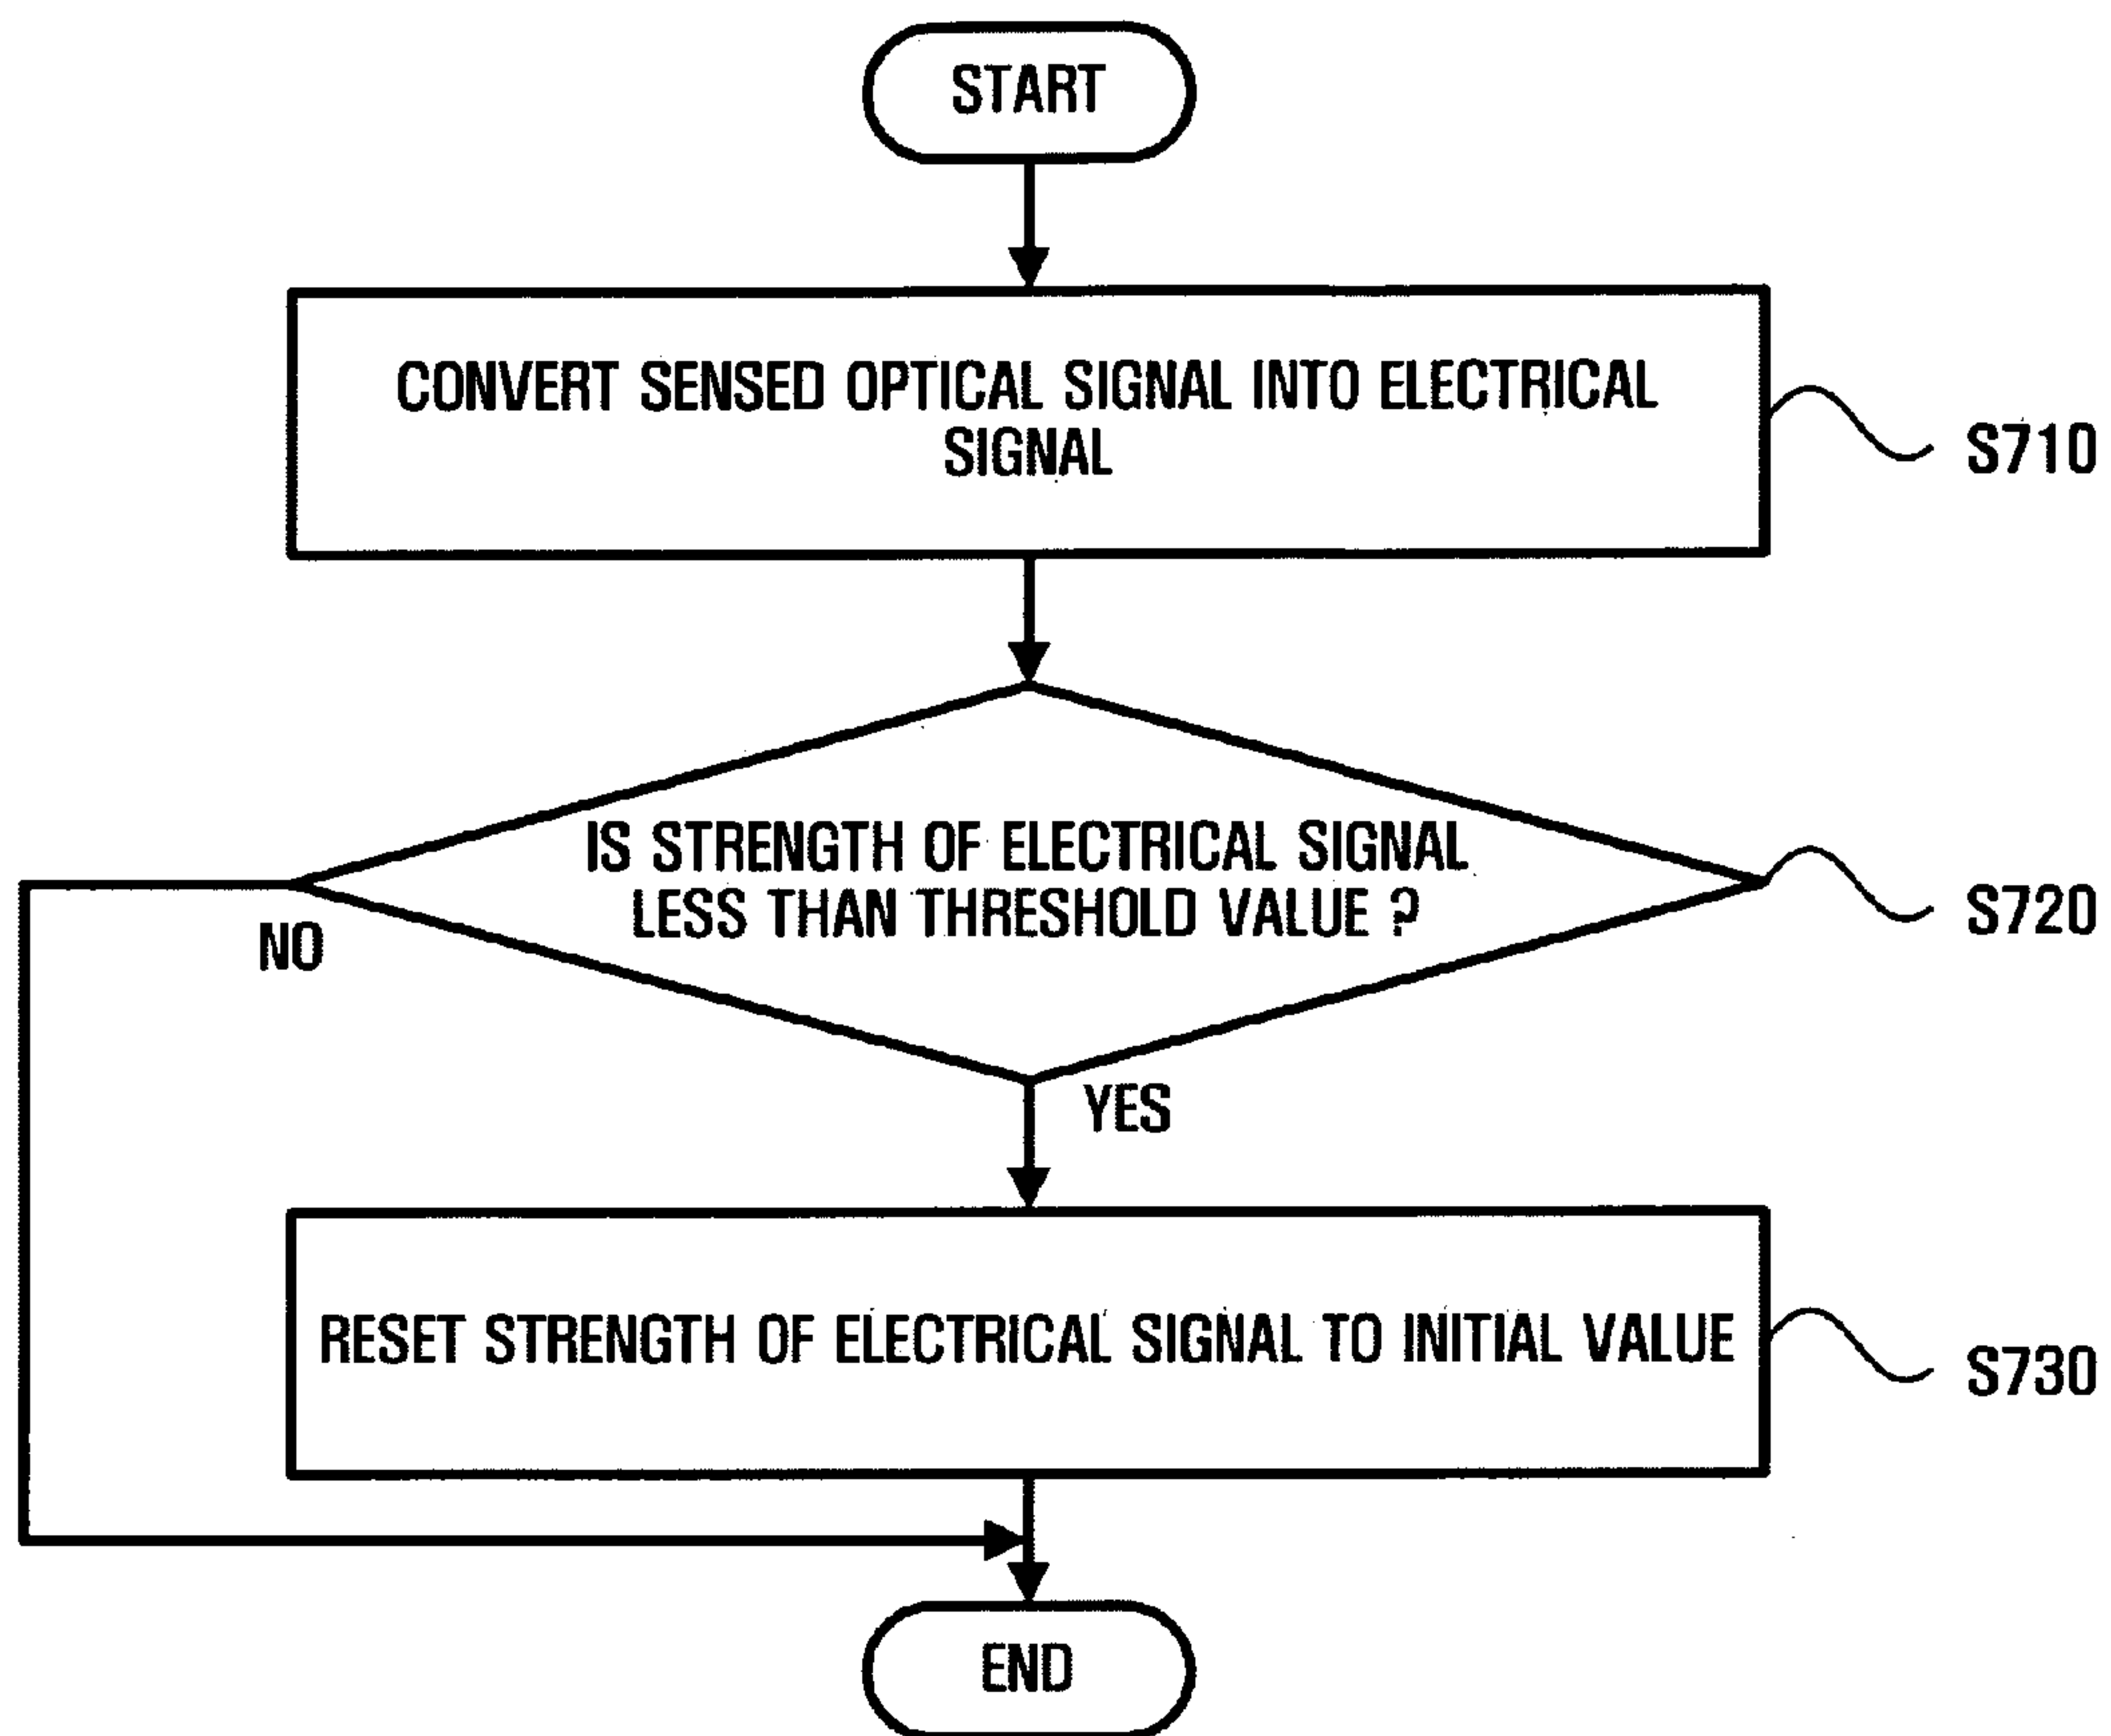 START
CONVERT SENSED OPTICAL SIGNAL INTO ELECTRICAL
SIGNAL
S710
IS STRENGTH OF ELECTRICAL SIGNAL
LESS THAN THRESHOLD VALUE ?
S720
NO
YES
RESET STRENGTH OF ELECTRICAL SIGNAL TO INITIAL VALUE
S730
END